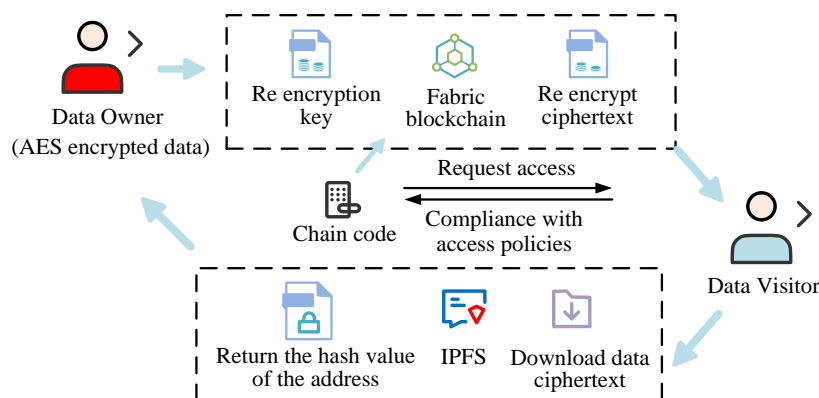 Data Owner
(AES encrypted data)
Re encryption
key
Fabric
blockchain
Re encrypt
ciphertext
Request access
Compliance with
access policies
Chain code
Data Visitor
Return the hash value
of the address
IPFS
Download data
ciphertext